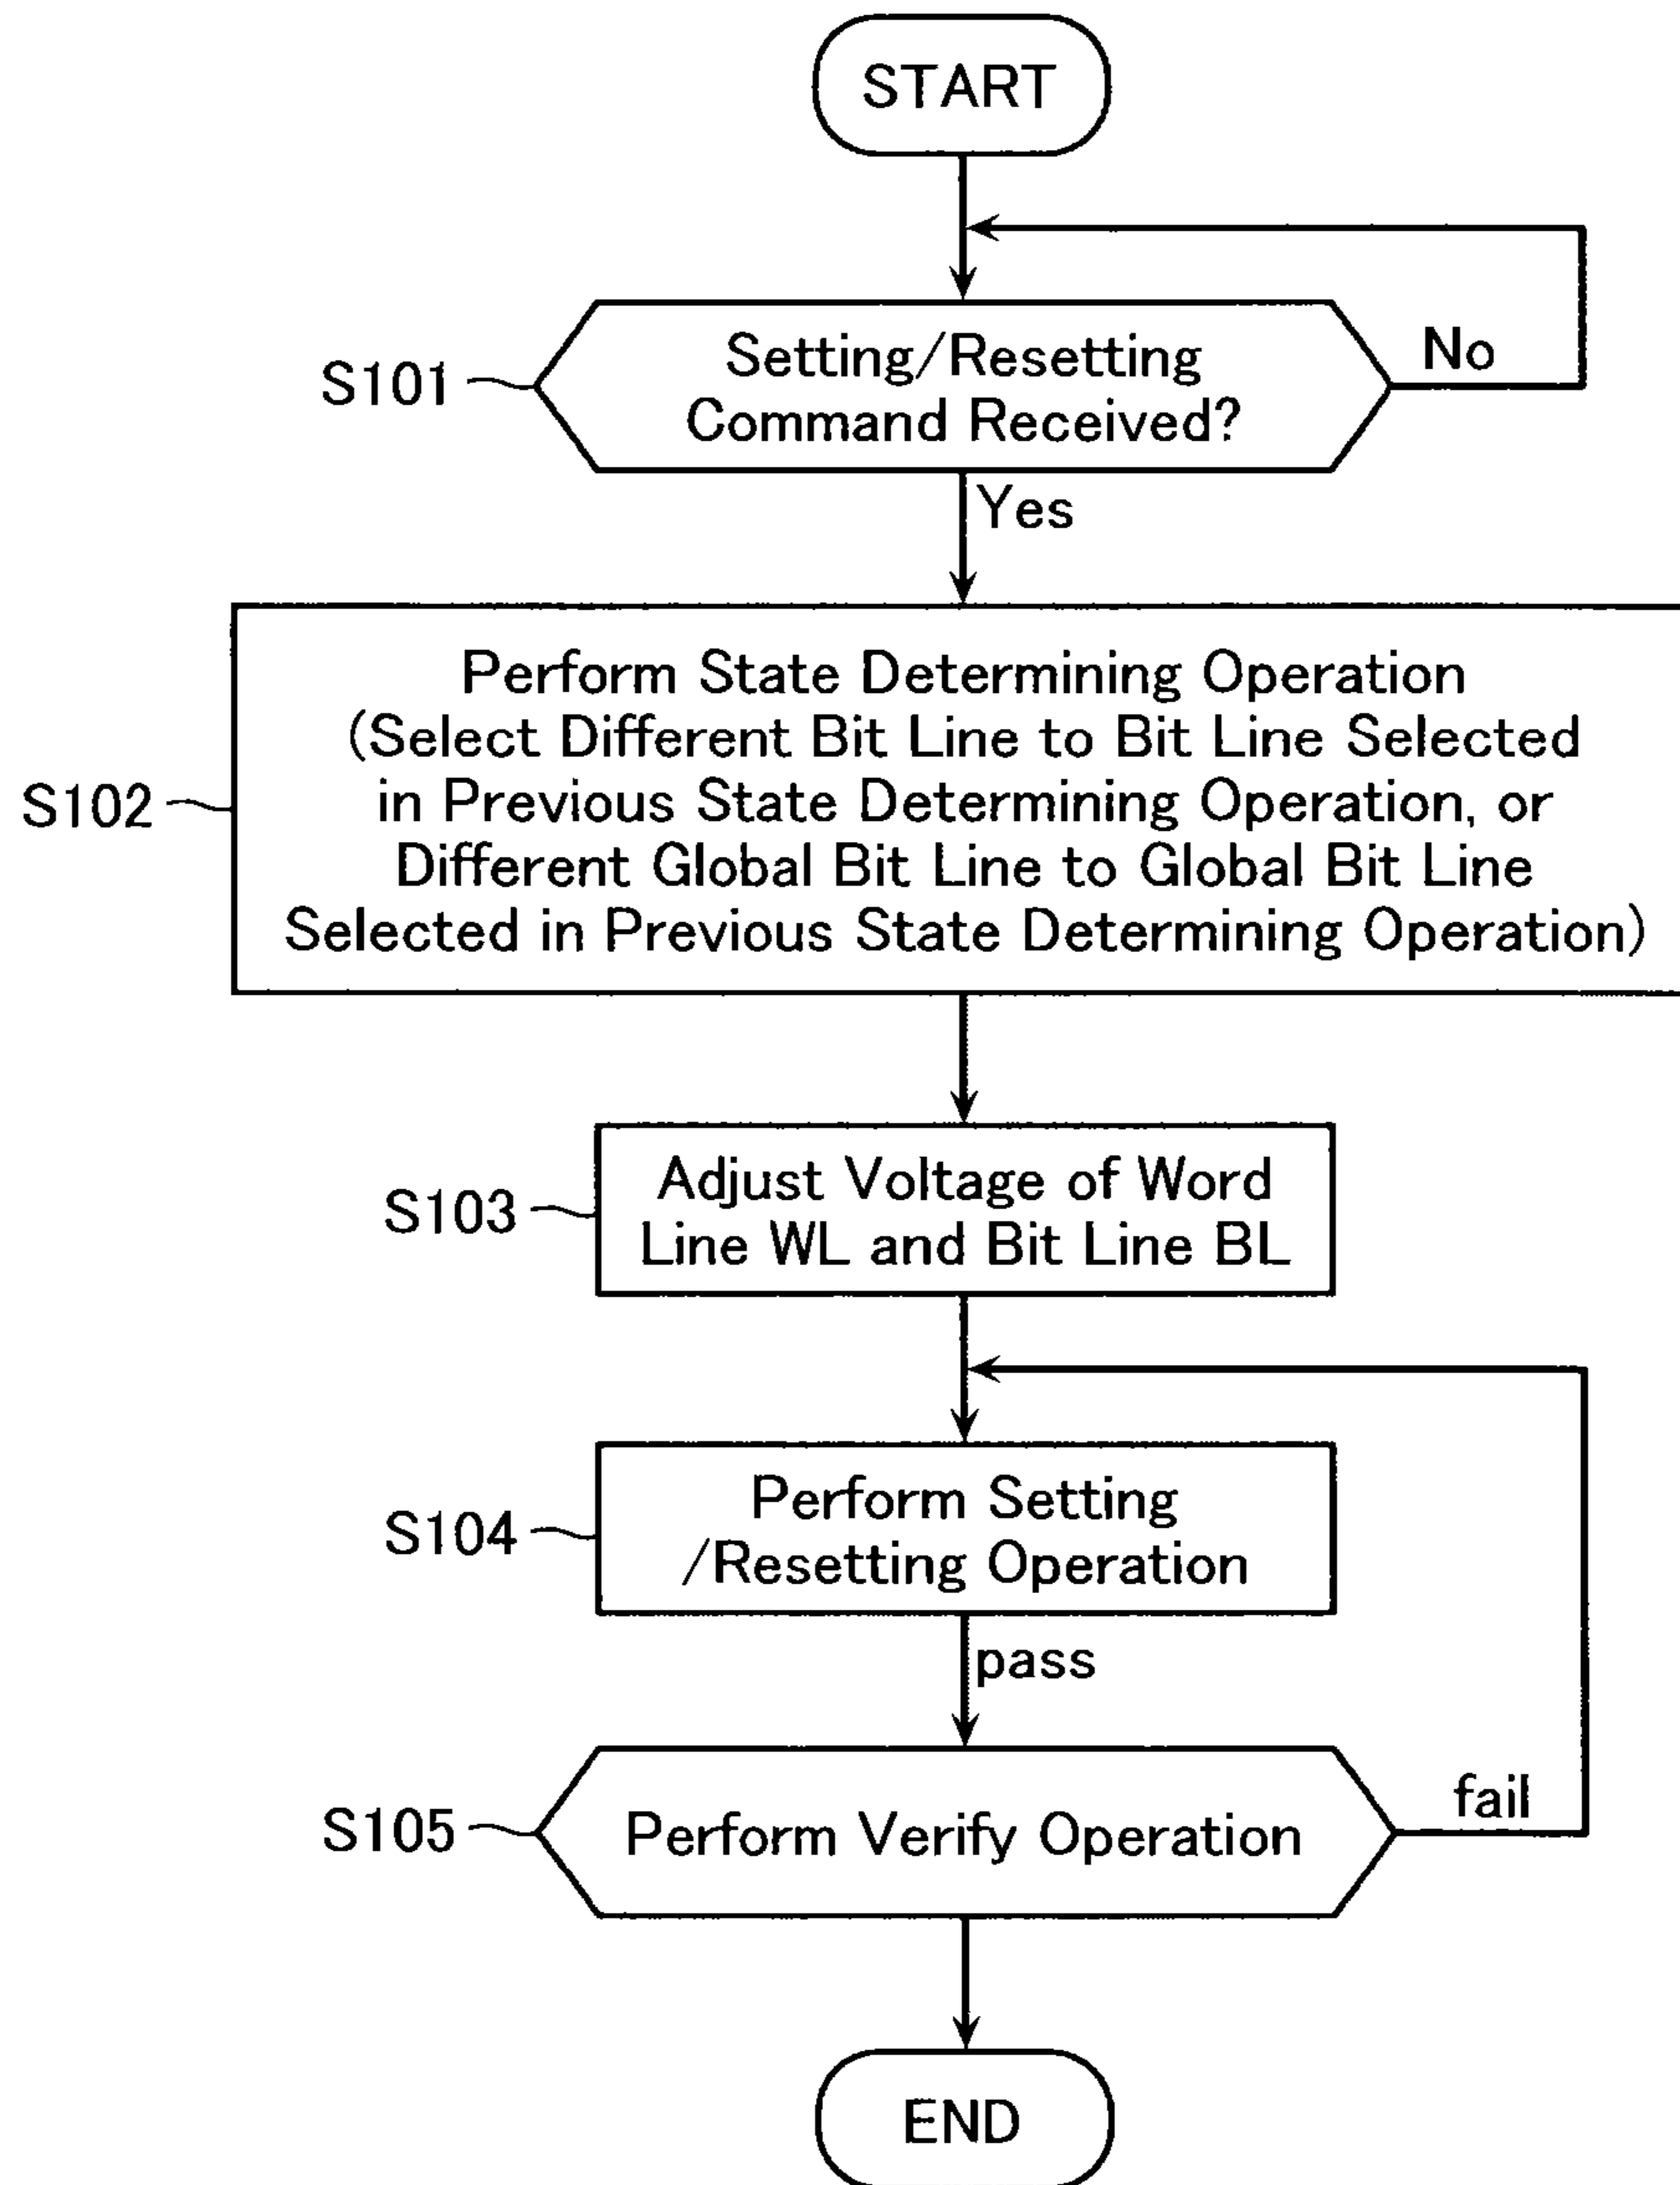 START
No
S101
Setting/Resetting
Command Received?
Yes
S102
Perform State Determining Operation
(Select Different Bit Line to Bit Line Selected
in Previous State Determining Operation, or
Different Global Bit Line to Global Bit Line
Selected in Previous State Determining Operation)
S103
Adjust Voltage of Word
Line WL and Bit Line BL
S104
Perform Setting
/Resetting Operation
pass
S105
Perform Verify Operation
fail
END